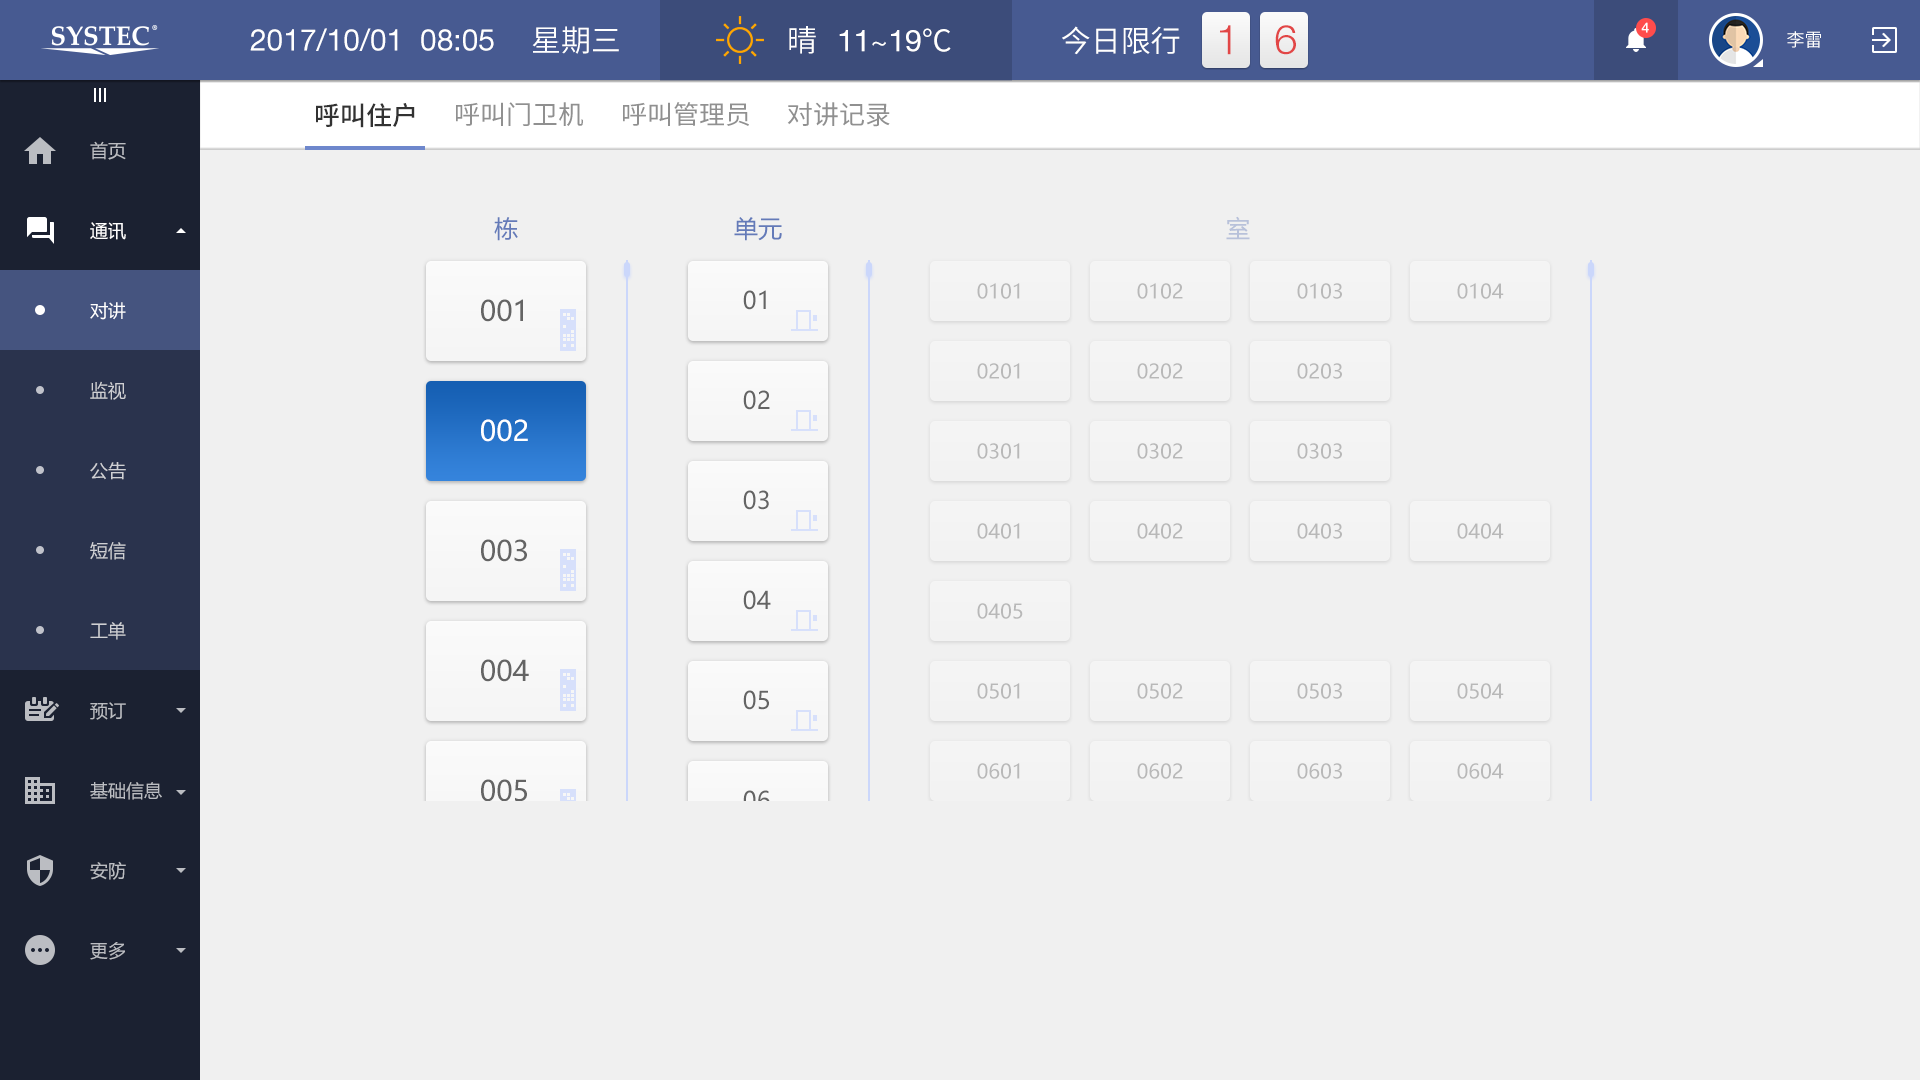 SYSTEC®
2017/10/01 08:05 星期三
晴 11~19℃
今日限行 1 6
4
李雷
首页
通讯
对讲
监视
公告
短信
工单
预订
基础信息
安防
更多
呼叫住户 呼叫门卫机 呼叫管理员 对讲记录
栋
001
002
003
004
005
单元
01
02
03
04
05
06
室
0101 0102 0103 0104
0201 0202 0203
0301 0302 0303
0401 0402 0403 0404
0405
0501 0502 0503 0504
0601 0602 0603 0604